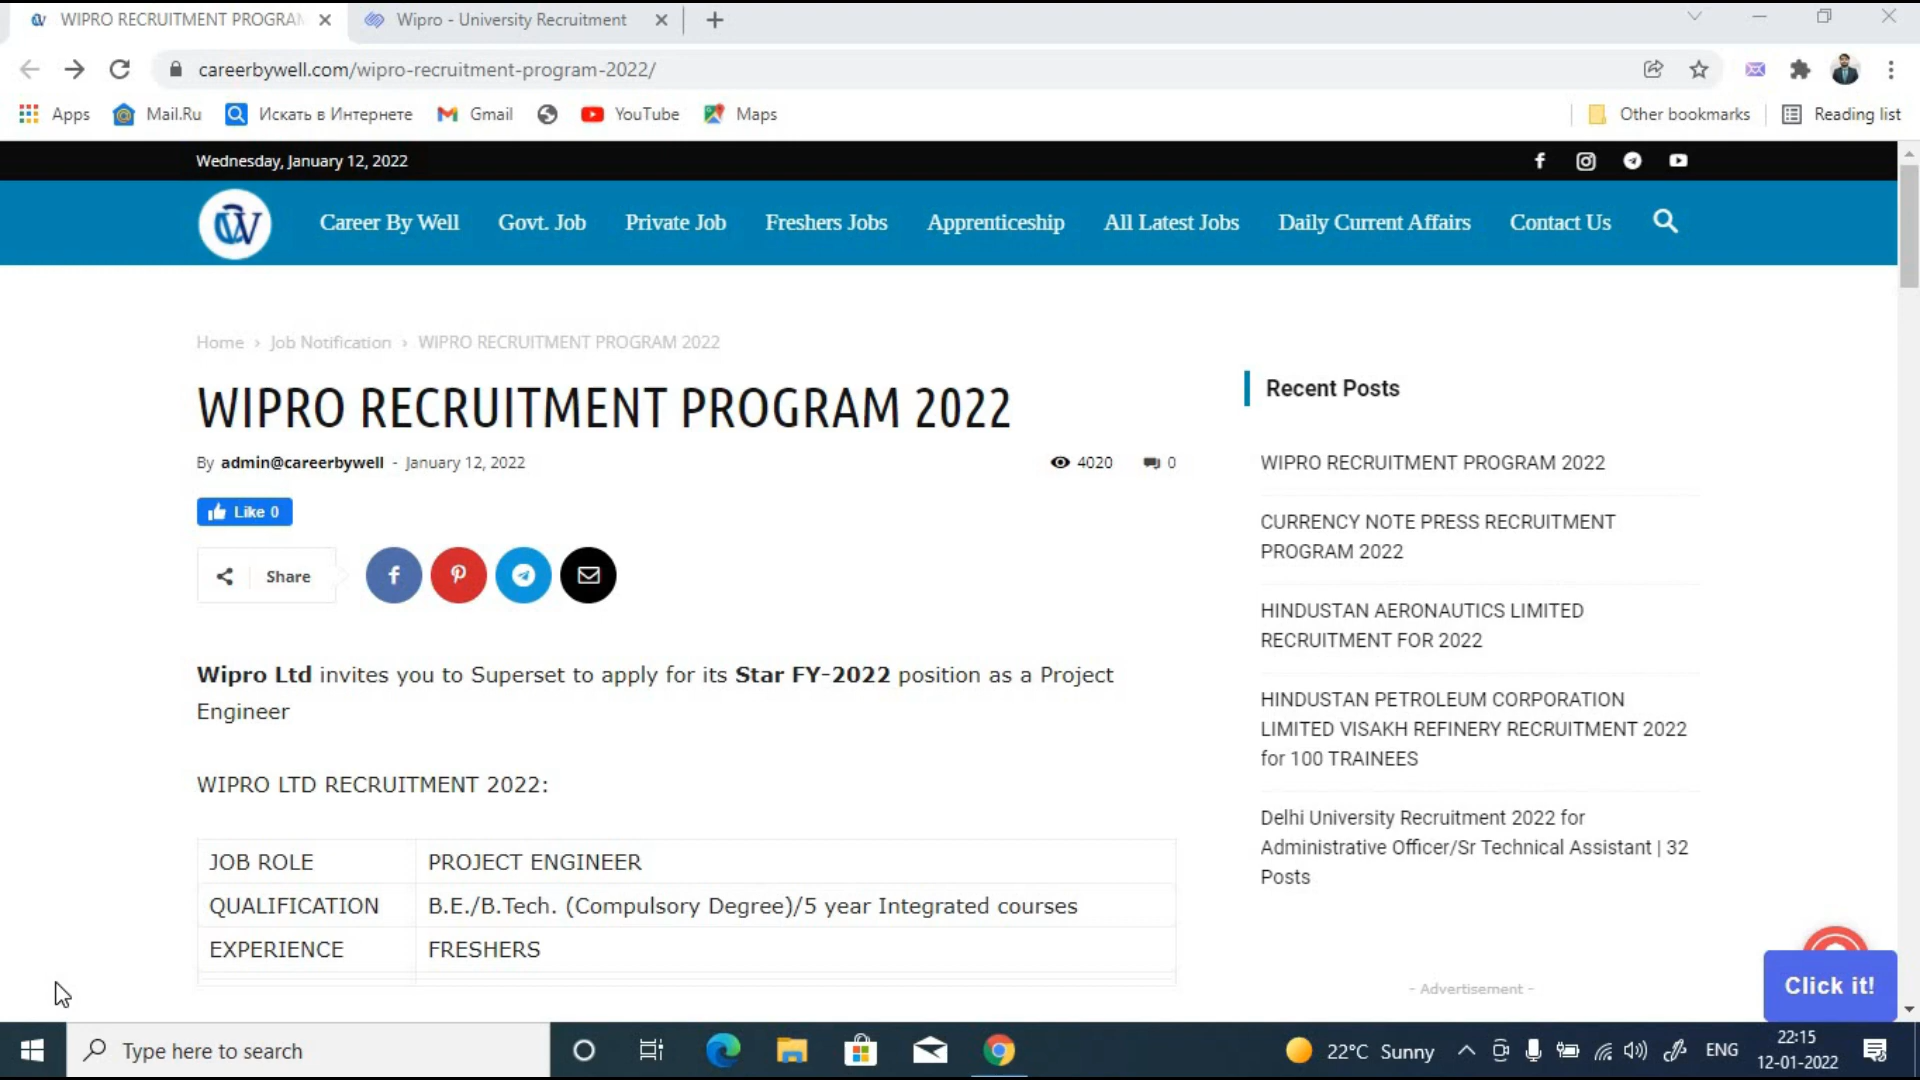 WIPRO RECRUITMENT PROGRAM
Wipro - University Recruitment
careerbywell.com/wipro-recruitment-program-2022/
Apps Mail.Ru Искать в Интернете Gmail YouTube Maps Other bookmarks Reading list
Wednesday, January 12, 2022
Career By Well Govt. Job Private Job Freshers Jobs Apprenticeship All Latest Jobs Daily Current Affairs Contact Us
Home › Job Notification › WIPRO RECRUITMENT PROGRAM 2022
WIPRO RECRUITMENT PROGRAM 2022
By admin@careerbywell - January 12, 2022 4020 0
Like 0
Share
Wipro Ltd invites you to Superset to apply for its Star FY-2022 position as a Project
Engineer
WIPRO LTD RECRUITMENT 2022:
JOB ROLE PROJECT ENGINEER
QUALIFICATION B.E./B.Tech. (Compulsory Degree)/5 year Integrated courses
EXPERIENCE FRESHERS
Recent Posts
WIPRO RECRUITMENT PROGRAM 2022
CURRENCY NOTE PRESS RECRUITMENT
PROGRAM 2022
HINDUSTAN AERONAUTICS LIMITED
RECRUITMENT FOR 2022
HINDUSTAN PETROLEUM CORPORATION
LIMITED VISAKH REFINERY RECRUITMENT 2022
for 100 TRAINEES
Delhi University Recruitment 2022 for
Administrative Officer/Sr Technical Assistant | 32
Posts
- Advertisement -
Click it!
Type here to search
22°C Sunny
ENG
22:15
12-01-2022